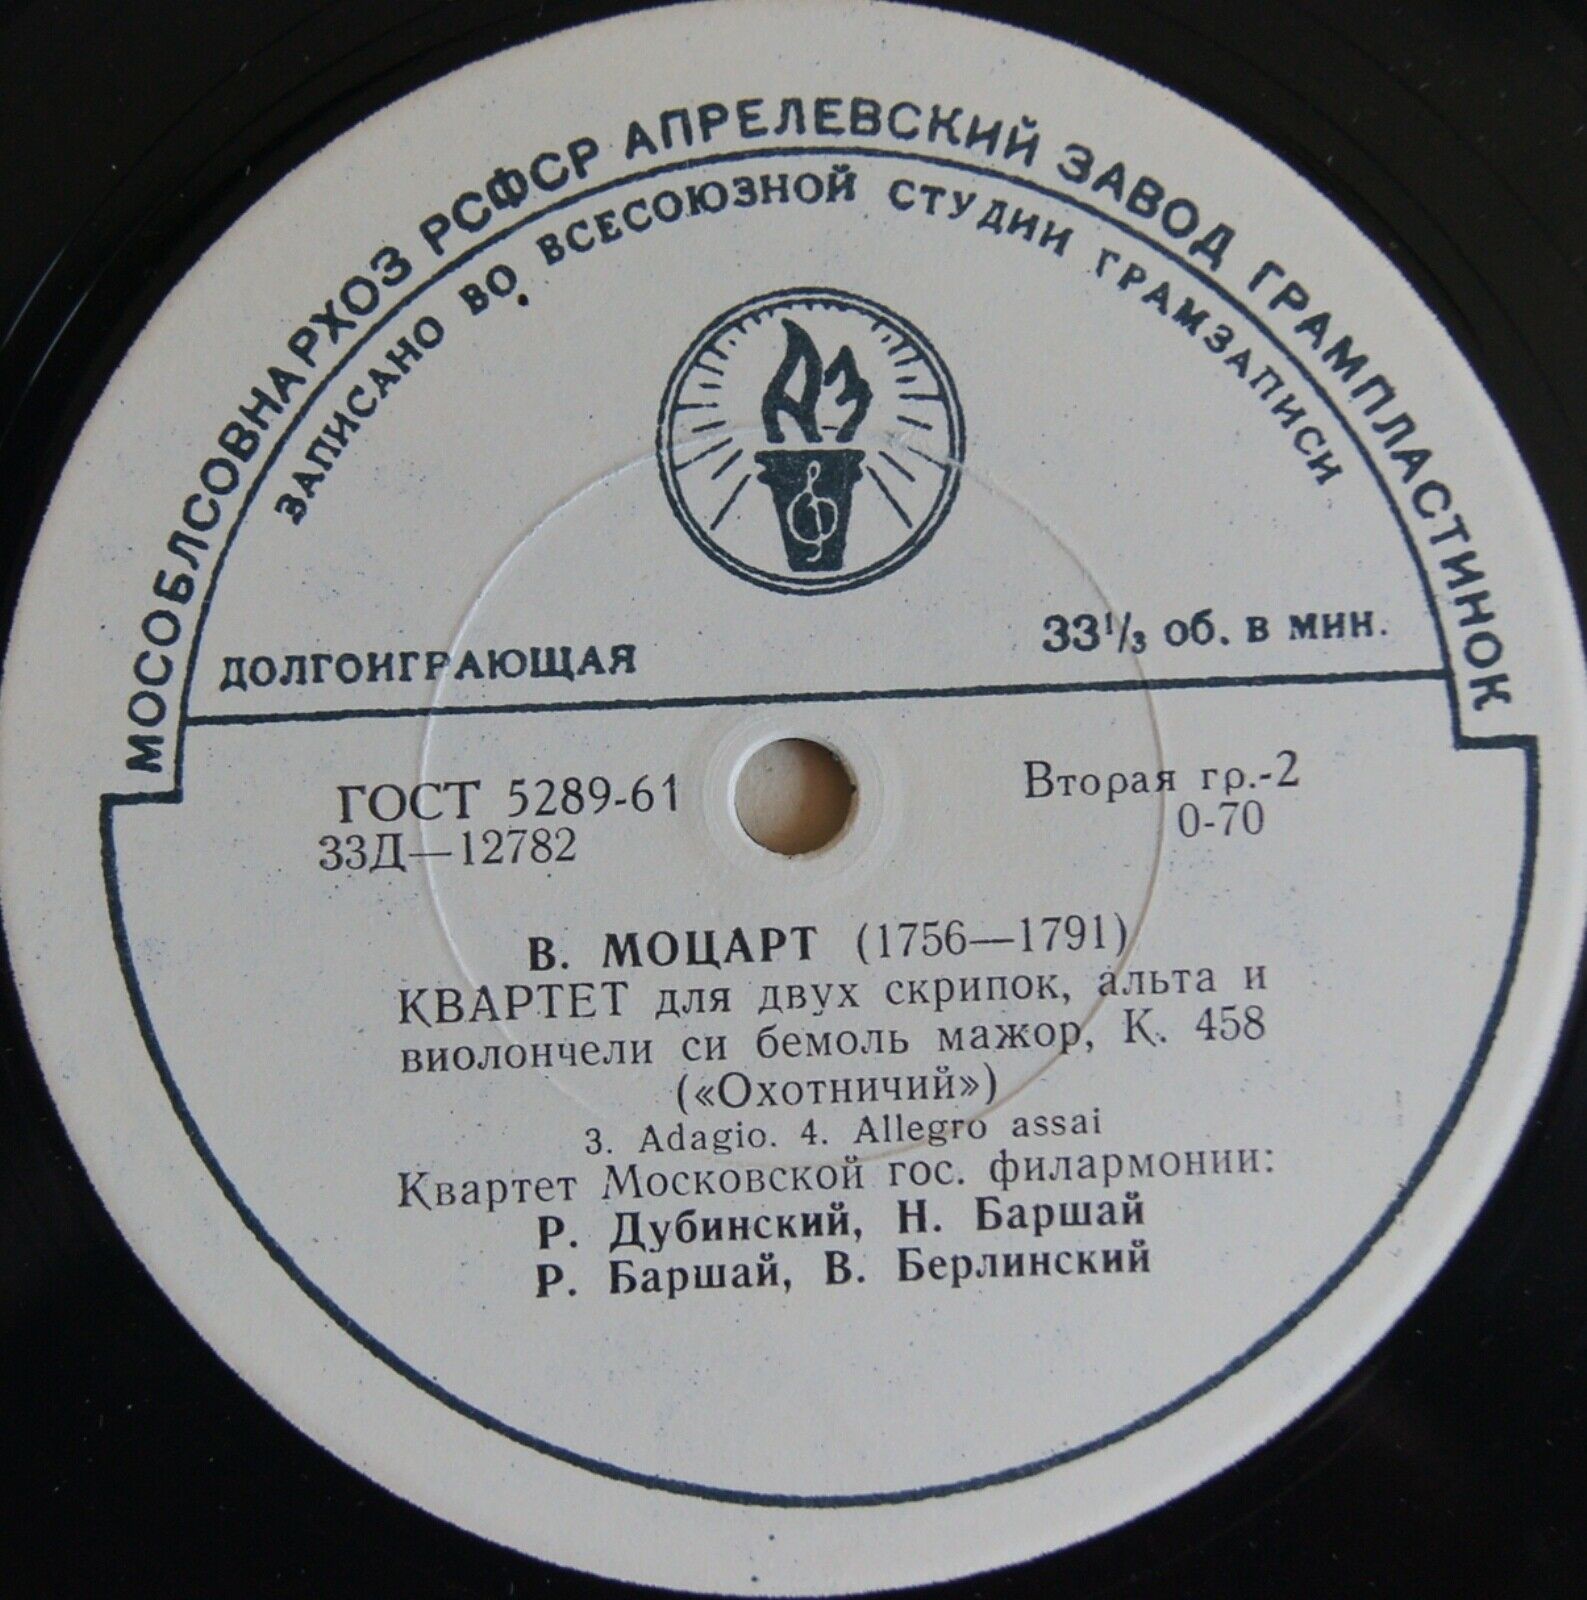 МОСОБЛСОВНАРХОЗ РСФСР АПРЕЛЕВСКИЙ ЗАВОД ГРАМПЛАСТИНОК
ЗАПИСАНО ВО ВСЕСОЮЗНОЙ СТУДИИ ГРАМЗАПИСИ
АЗ
ДОЛГОИГРАЮЩАЯ
33⅓ об. в мин.
ГОСТ 5289-61
33Д—12782
Вторая гр.-2
0-70
В. МОЦАРТ (1756—1791)
КВАРТЕТ для двух скрипок, альта и
виолончели си бемоль мажор, К. 458
(«Охотничий»)
3. Adagio. 4. Allegro assai
Квартет Московской гос. филармонии:
Р. Дубинский, Н. Баршай
Р. Баршай, В. Берлинский